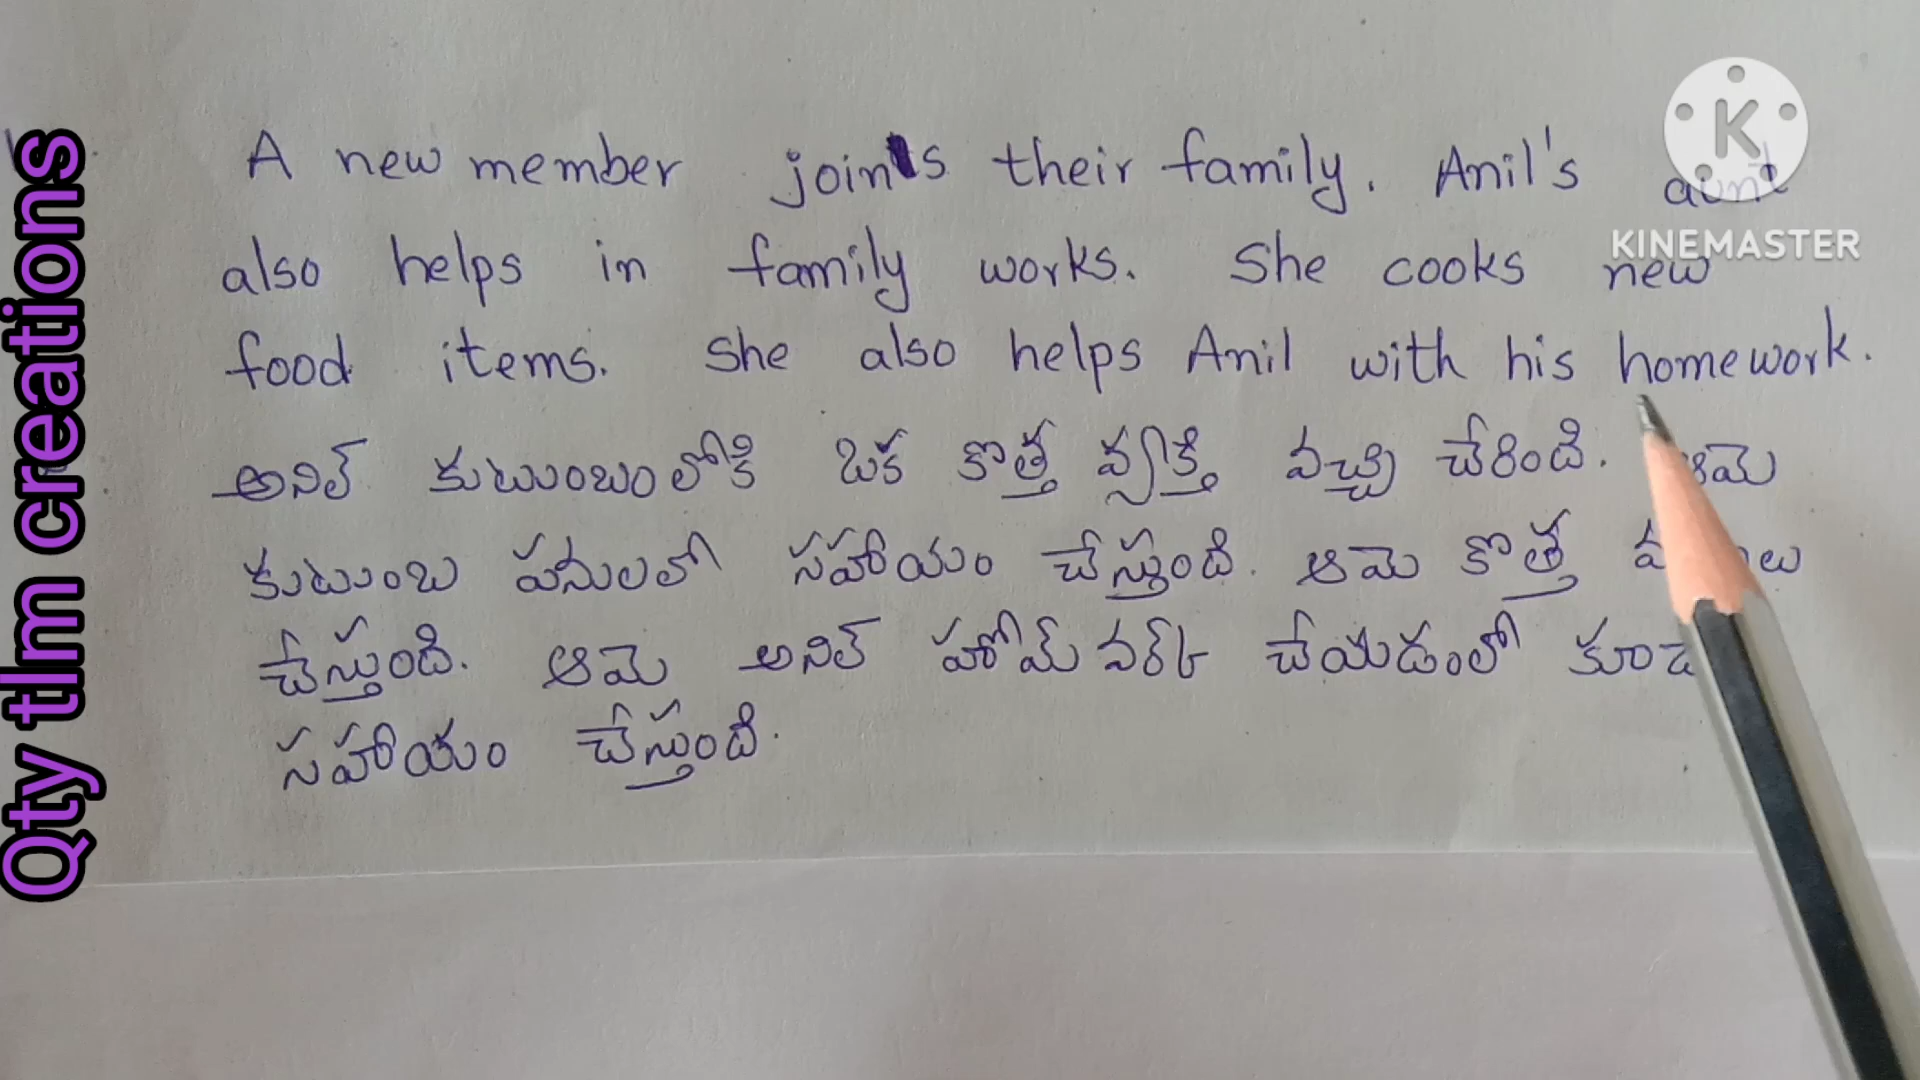 Qty tlm creations
A new member joins their family. Anil's aunt
KINEMASTER
also helps in family works. She cooks new
food items. She also helps Anil with his homework.
అనిల్ కుటుంబంలోకి ఒక కొత్త వ్యక్తి వచ్చి చేరింది. ఆమె
కుటుంబ పనులలో సహాయం చేస్తుంది. ఆమె కొత్త
చేస్తుంది. ఆమె అనిల్ హోమ్ వర్క్ చేయడంలో
సహాయం చేస్తుంది.